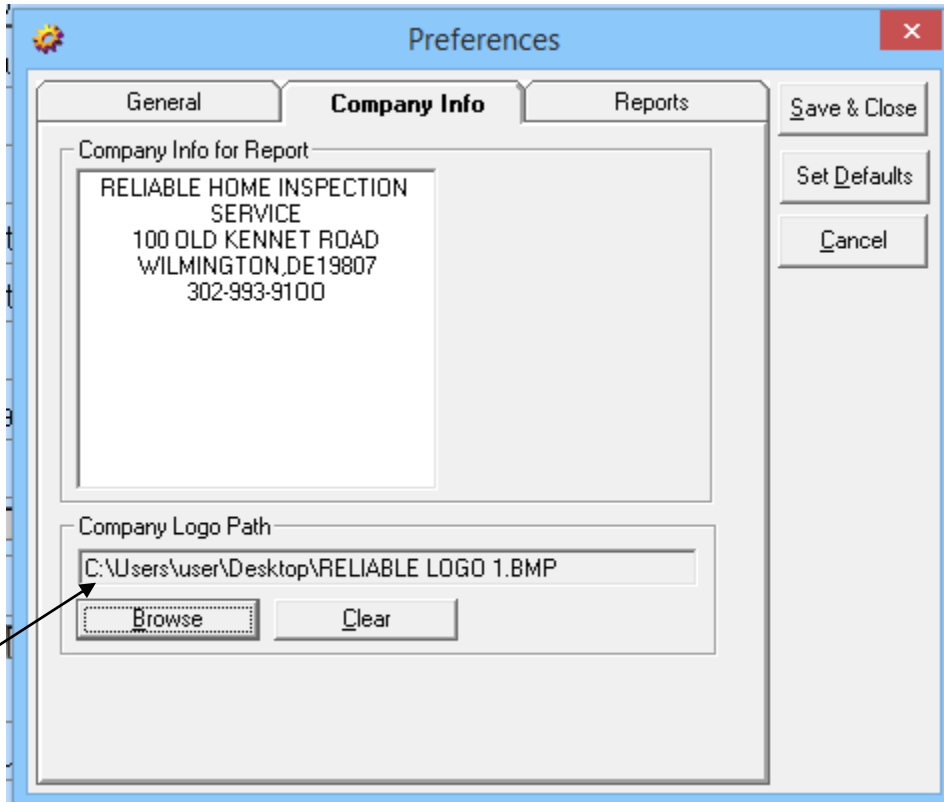 Preferences
General
Company Info
Reports
Save & Close
Set Defaults
Cancel
Company Info for Report
RELIABLE HOME INSPECTION
SERVICE
100 OLD KENNET ROAD
WILMINGTON,DE19807
302-993-91OO
Company Logo Path
C:\Users\user\Desktop\RELIABLE LOGO 1.BMP
Browse
Clear